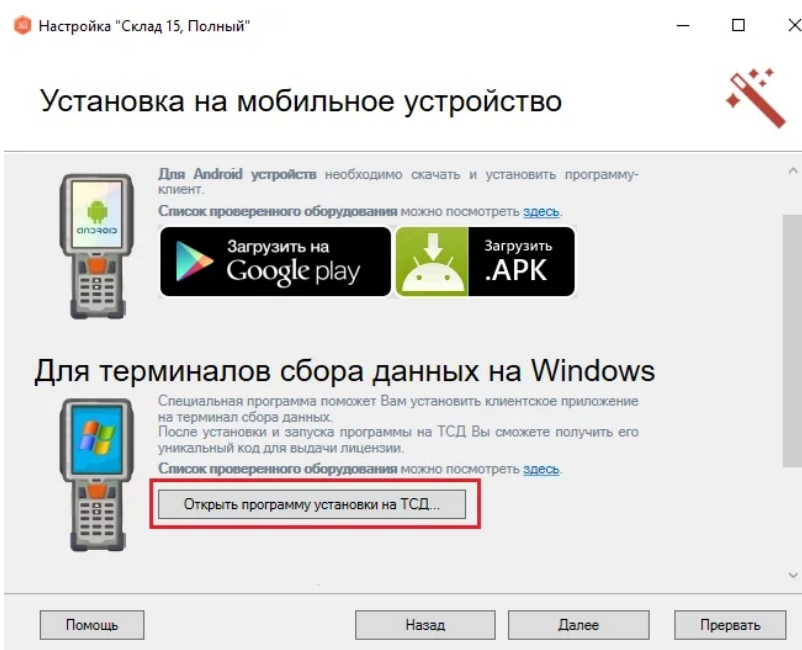 Настройка "Склад 15, Полный"
Установка на мобильное устройство
Для Android устройств необходимо скачать и установить программу-
клиент.
Список проверенного оборудования можно посмотреть здесь.
Загрузить на
Google play
Загрузить
.APK
ANDROID
Для терминалов сбора данных на Windows
Специальная программа поможет Вам установить клиентское приложение
на терминал сбора данных.
После установки и запуска программы на ТСД Вы сможете получить его
уникальный код для выдачи лицензии.
Список проверенного оборудования можно посмотреть здесь.
Открыть программу установки на ТСД...
Помощь
Назад
Далее
Прервать